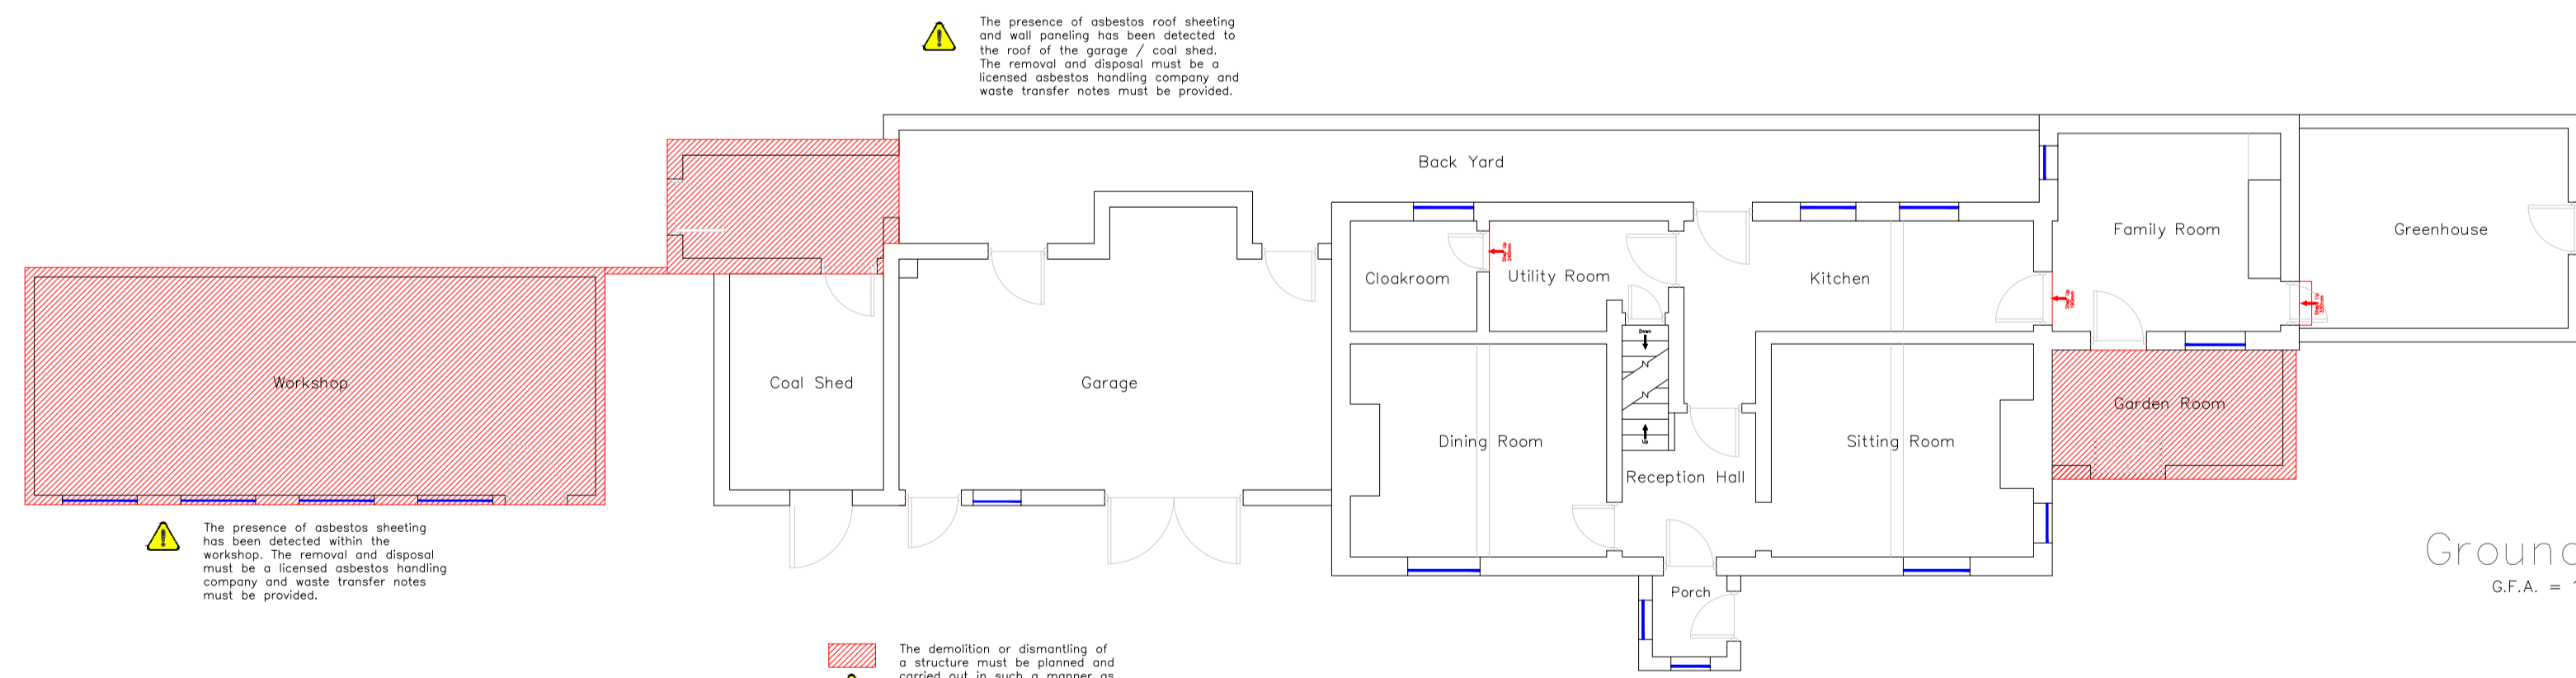 The presence of asbestos roof sheeting
and wall paneling has been detected to
the roof of the garage / coal shed.
The removal and disposal must be a
licensed asbestos handling company and
waste transfer notes must be provided.
Back Yard
Family Room
Greenhouse
Cloakroom
Utility Room
Kitchen
Down
Workshop
Coal Shed
Garage
Garden Room
Dining Room
Up
Sitting Room
Reception Hall
The presence of asbestos sheeting
has been detected within the
workshop. The removal and disposal
must be a licensed asbestos handling
company and waste transfer notes
must be provided.
Porch
G.F.A. =
The demolition or dismantling of
a structure must be planned and
carried out in such a manner as